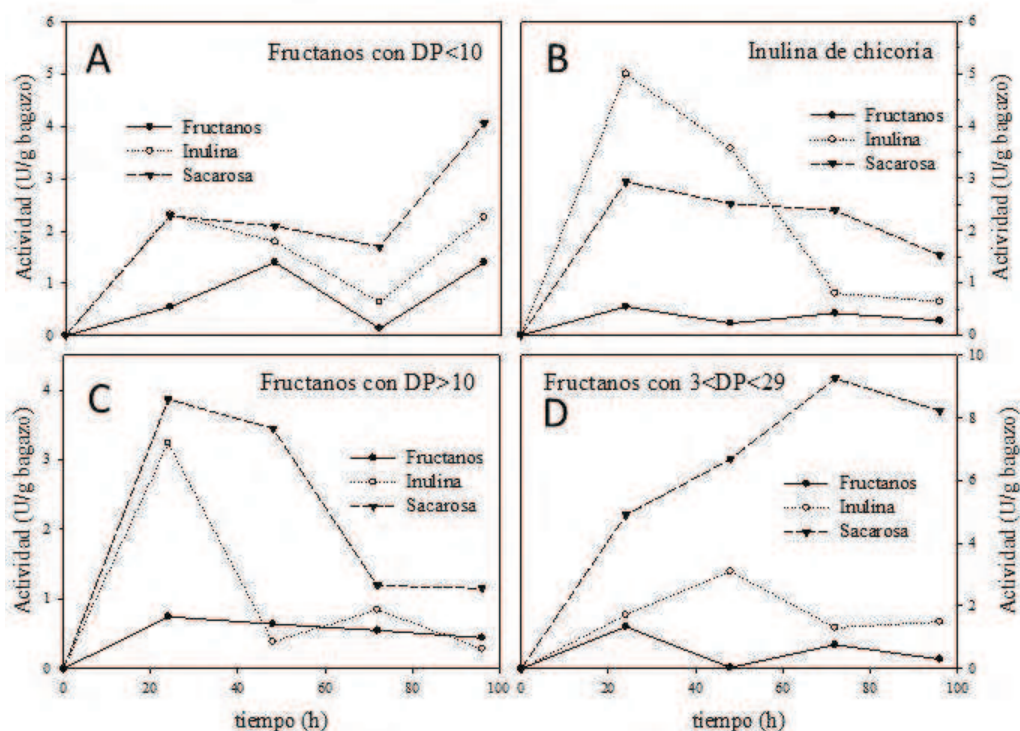 A
Fructanos con DP<10
Fructanos
Inulina
Sacarosa
Actividad (U/g bagazo)
6
5
4
3
2
1
0
B
Inulina de chicoria
Fructanos
Inulina
Sacarosa
Actividad (U/g bagazo)
6
5
4
3
2
1
0
C
Fructanos con DP>10
Fructanos
Inulina
Sacarosa
Actividad (U/g bagazo)
4
3
2
1
0
0 20 40 60 80 100
tiempo (h)
Fructanos con 3<DP<29
D
Fructanos
Inulina
Sacarosa
Actividad (U/g bagazo)
10
8
6
4
2
0
0 20 40 60 80 100
tiempo (h)